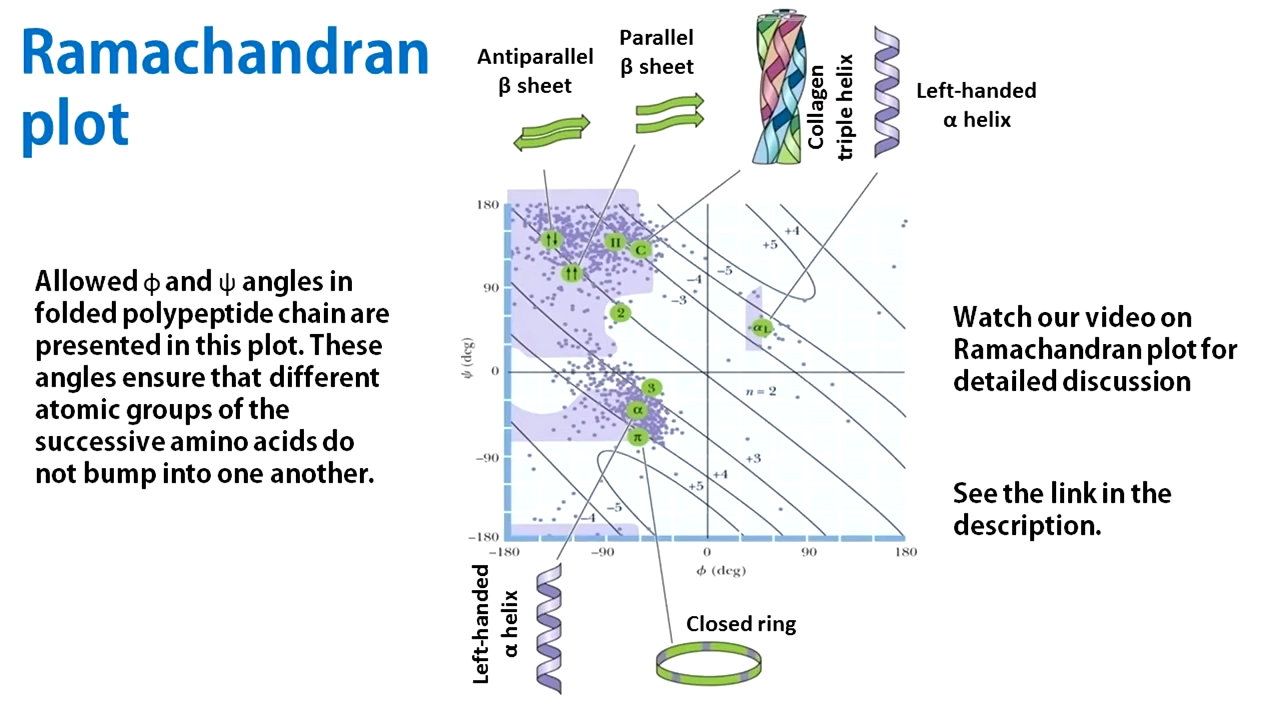 Ramachandran
plot
Antiparallel
β sheet
Parallel
β sheet
Collagen
triple helix
Left-handed
α helix
Allowed ϕ and ψ angles in
folded polypeptide chain are
presented in this plot. These
angles ensure that different
atomic groups of the
successive amino acids do
not bump into one another.
180
90
0
−90
−180
ψ (deg)
↑↓
II
C
↑↑
2
αL
3
α
π
+4
+5
−5
−4
−3
n = 2
+3
+4
+5
−5
−4
−180
−90
0
90
180
ϕ (deg)
Left-handed
α helix
Closed ring
Watch our video on
Ramachandran plot for
detailed discussion
See the link in the
description.